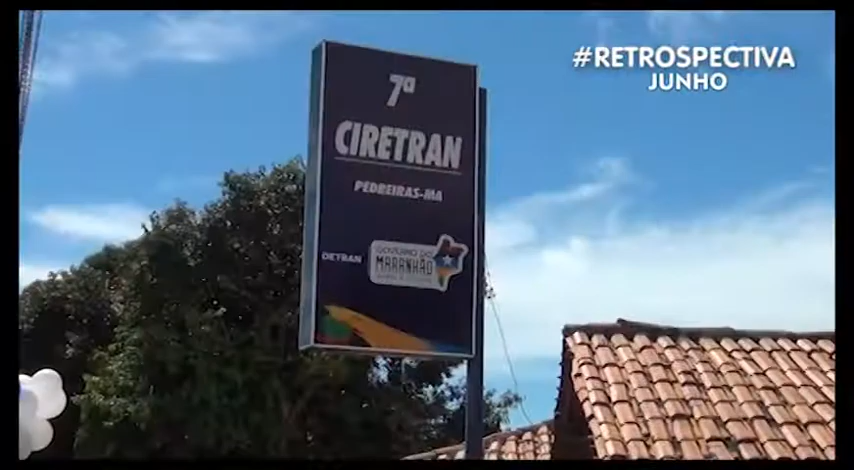 #RETROSPECTIVA
JUNHO
7ª
CIRETRAN
PEDREIRAS-MA
DETRAN
GOVERNO DO
MARANHÃO